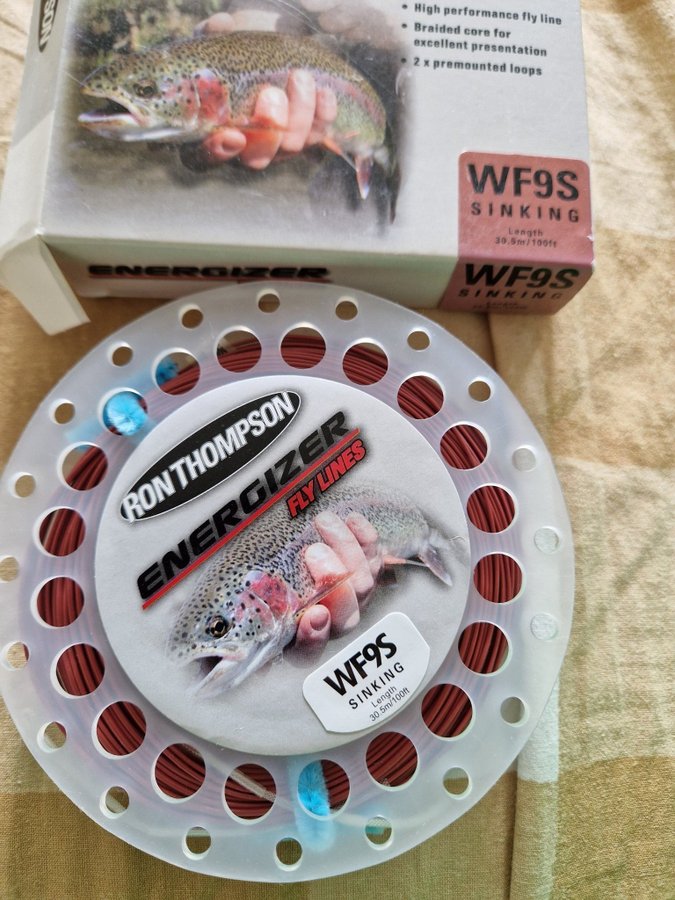 SON
• High performance fly line
• Braided core for
excellent presentation
• 2 x premounted loops
WF9S
SINKING
Length
30.5m/100ft
ENERGIZER
WF9S
SINKING
RON THOMPSON
ENERGIZER
FLY LINES
WF9S
SINKING
Length
30.5m/100ft